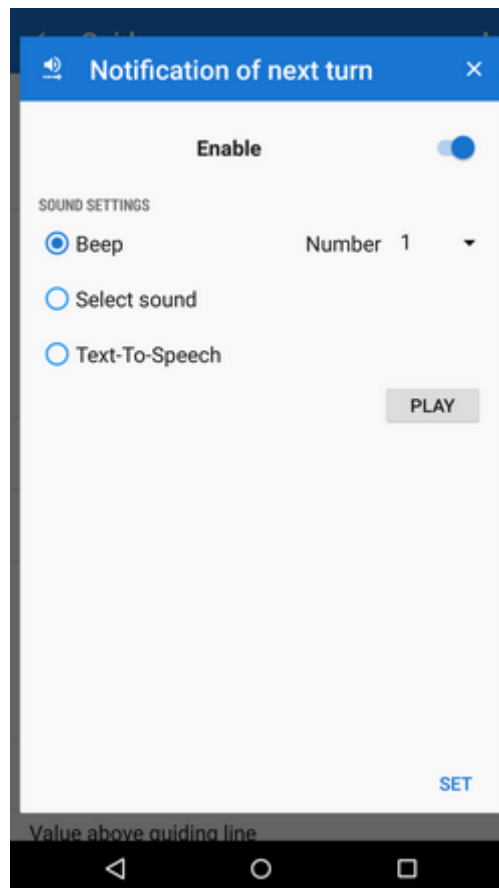 Notification of next turn
Enable
SOUND SETTINGS
Beep Number 1
Select sound
Text-To-Speech
PLAY
SET
Value above guiding line